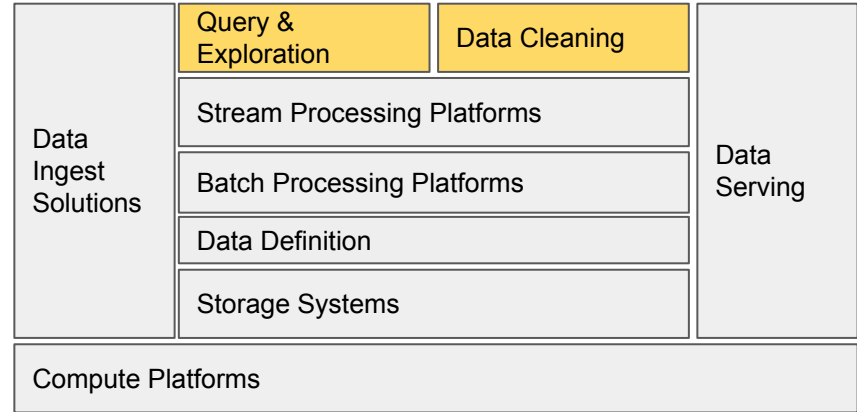 Query &
Exploration
Data Cleaning
Stream Processing Platforms
Data
Ingest
Solutions
Batch Processing Platforms
Data
Serving
Data Definition
Storage Systems
Compute Platforms